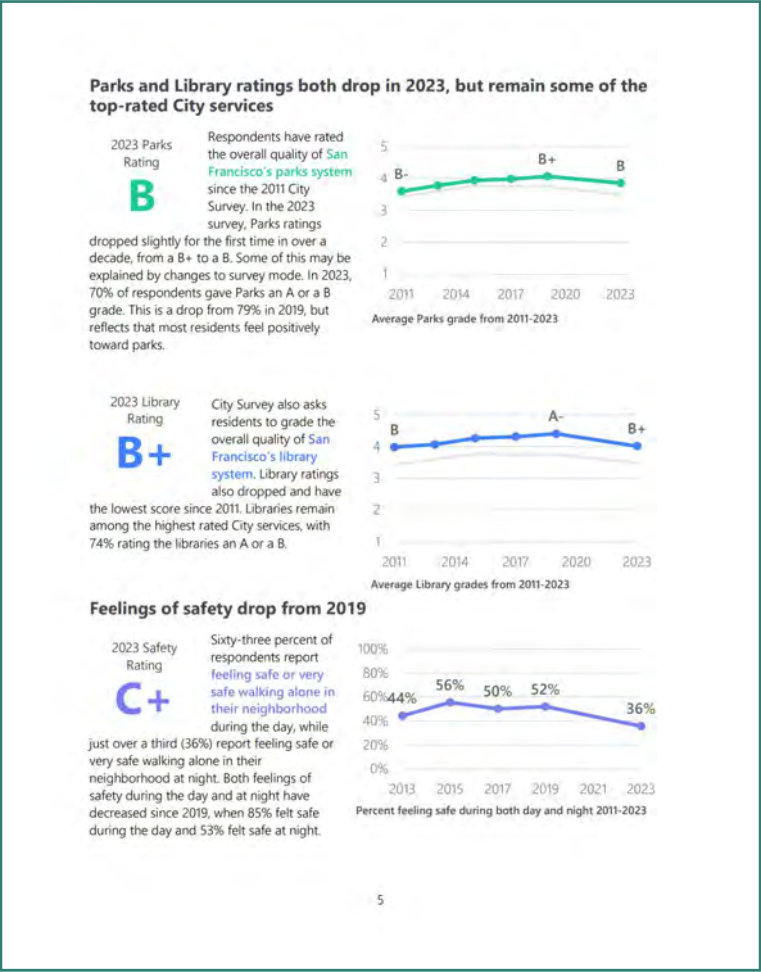 Parks and Library ratings both drop in 2023, but remain some of the
top-rated City services
2023 Parks
Rating
B
Respondents have rated
the overall quality of San
Francisco's parks system
since the 2011 City
Survey. In the 2023
survey, Parks ratings
dropped slightly for the first time in over a
decade, from a B+ to a B. Some of this may be
explained by changes to survey mode. In 2023,
70% of respondents gave Parks an A or a B
grade. This is a drop from 79% in 2019, but
reflects that most residents feel positively
toward parks.
5
4
3
2
1
B-
B+
B
2011 2014 2017 2020 2023
Average Parks grade from 2011-2023
2023 Library
Rating
B+
City Survey also asks
residents to grade the
overall quality of San
Francisco's library
system. Library ratings
also dropped and have
the lowest score since 2011. Libraries remain
among the highest rated City services, with
74% rating the libraries an A or a B.
5
4
3
2
1
B
A-
B+
2011 2014 2017 2020 2023
Average Library grades from 2011-2023
Feelings of safety drop from 2019
2023 Safety
Rating
C+
Sixty-three percent of
respondents report
feeling safe or very
safe walking alone in
their neighborhood
during the day, while
just over a third (36%) report feeling safe or
very safe walking alone in their
neighborhood at night. Both feelings of
safety during the day and at night have
decreased since 2019, when 85% felt safe
during the day and 53% felt safe at night.
100%
80%
60%
40%
20%
0%
44%
56%
50%
52%
36%
2013 2015 2017 2019 2021 2023
Percent feeling safe during both day and night 2011-2023
5